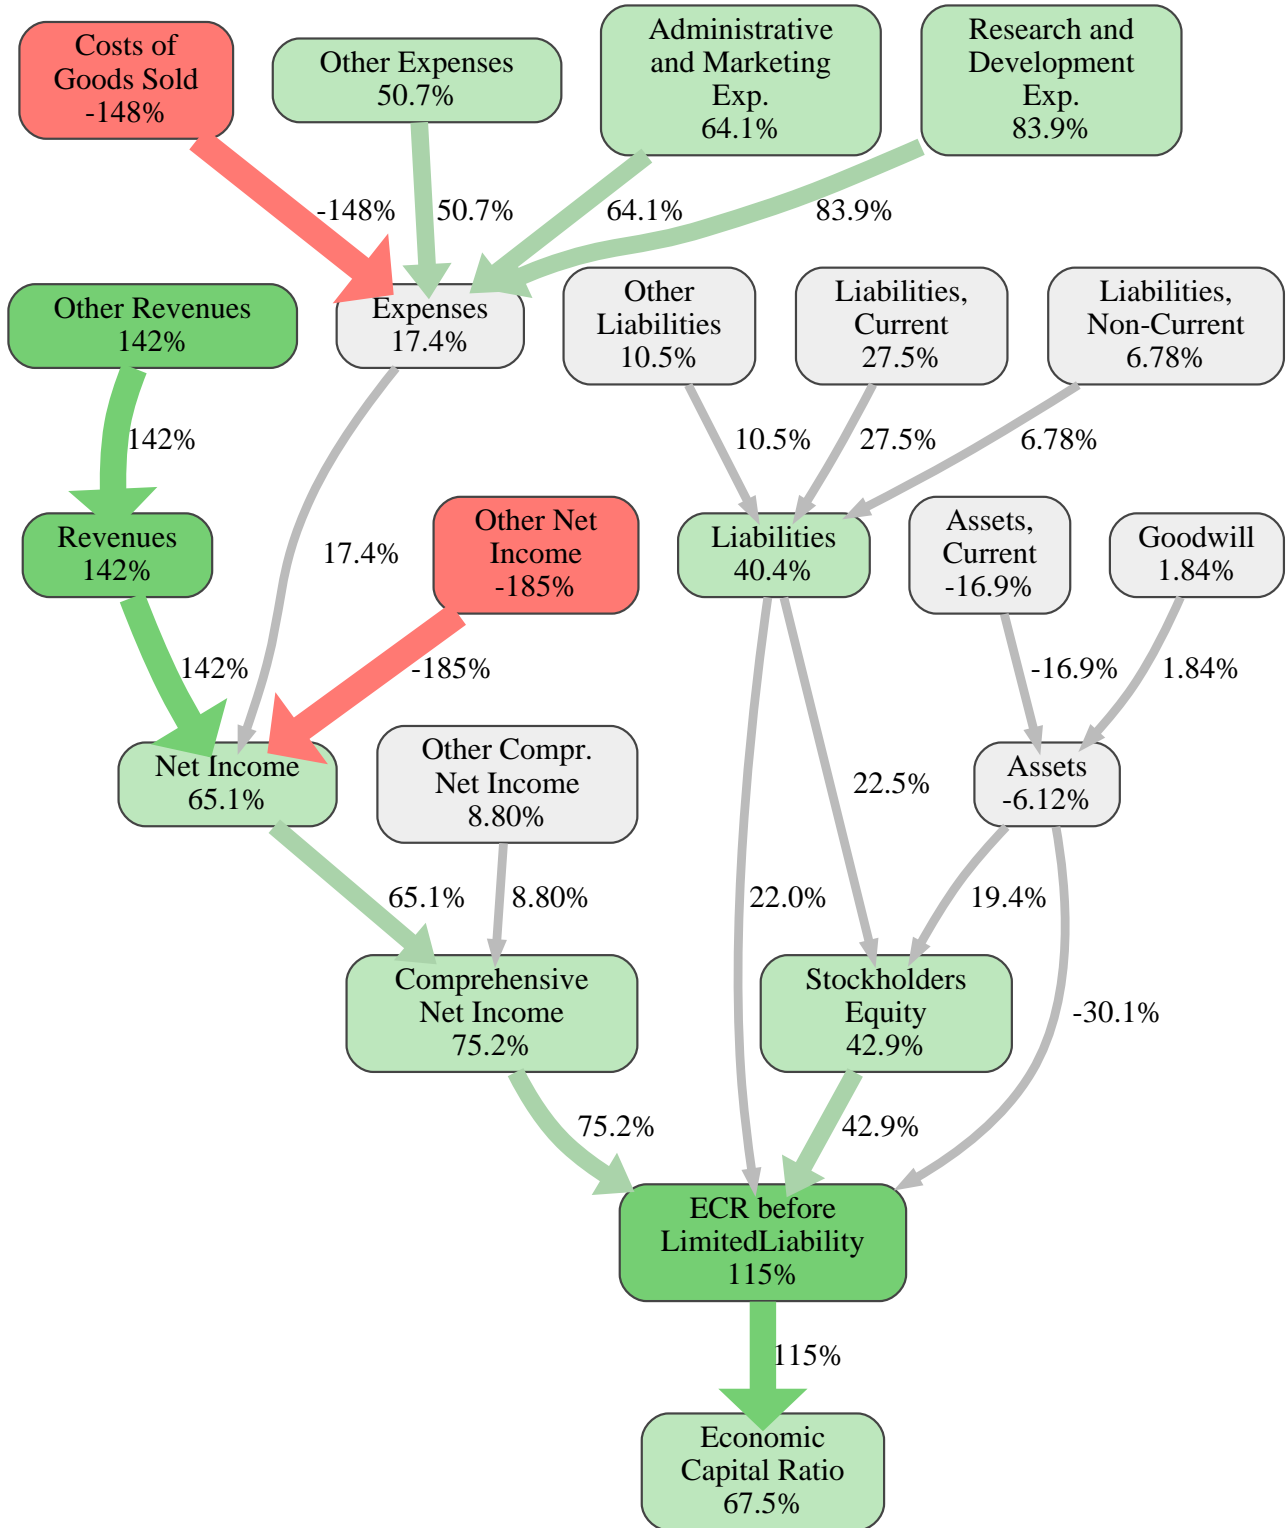 Costs of
Goods Sold
-148%
Other Expenses
50.7%
Administrative
and Marketing
Exp.
64.1%
Research and
Development
Exp.
83.9%
-148%
50.7%
64.1%
83.9%
Other Revenues
142%
Expenses
17.4%
Other
Liabilities
10.5%
Liabilities,
Current
27.5%
Liabilities,
Non-Current
6.78%
142%
10.5%
27.5%
6.78%
Revenues
142%
17.4%
Other Net
Income
-185%
Liabilities
40.4%
Assets,
Current
-16.9%
Goodwill
1.84%
142%
-185%
-16.9%
1.84%
Net Income
65.1%
Other Compr.
Net Income
8.80%
22.5%
Assets
-6.12%
65.1%
8.80%
22.0%
19.4%
Comprehensive
Net Income
75.2%
Stockholders
Equity
42.9%
-30.1%
75.2%
42.9%
ECR before
LimitedLiability
115%
115%
Economic
Capital Ratio
67.5%